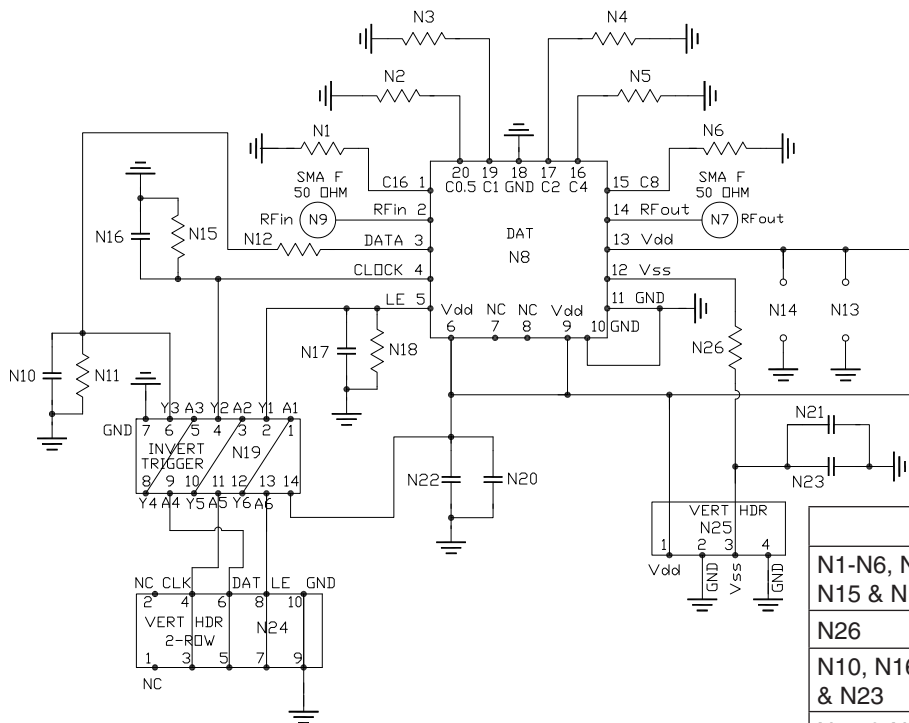 N3
N4
N2
N5
N1
N6
20 19 18 17 16
C0.5 C1 GND C2 C4
SMA F
50 OHM
C16 1
15 C8
SMA F
50 OHM
RFin N9 RFin 2
14 RFout N7 RFout
N16 N15 N12 DATA 3
DAT
N8
13 Vdd
CLOCK 4
12 Vss
LE 5
11 GND
Vdd NC NC Vdd
6 7 8 9 10 GND
N14 N13
N17 N18
N26
N10 N11
Y3 A3 Y2 A2 Y1 A1
GND 7 6 5 4 3 2 1
INVERT
TRIGGER
N19
8 9 10 11 12 13 14
Y4 A4 Y5 A5 Y6 A6
N22 N20
N21
N23
VERT HDR
N25
1 2 3 4
Vdd GND Vss GND
NC CLK DAT LE GND
2 4 6 8 10
VERT HDR
2-ROW
N24
1 3 5 7 9
NC
N1-N6, N
N15 & N
N26
N10, N16
& N23